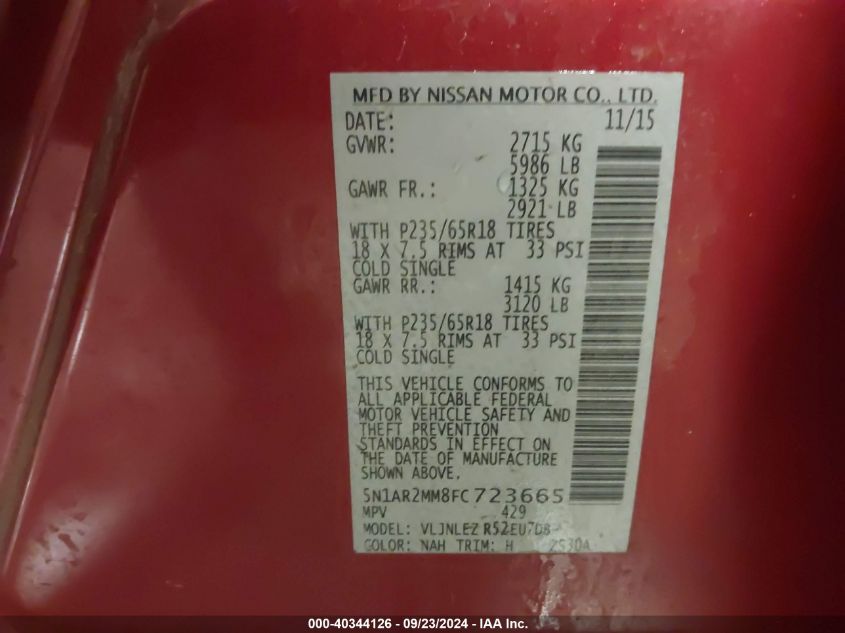 MFD BY NISSAN MOTOR CO., LTD.
DATE: 11/15
GVWR: 2715 KG
5986 LB
GAWR FR.: 1325 KG
2921 LB
WITH P235/65R18 TIRES
18 X 7.5 RIMS AT 33 PSI
COLD SINGLE
GAWR RR.: 1415 KG
3120 LB
WITH P235/65R18 TIRES
18 X 7.5 RIMS AT 33 PSI
COLD SINGLE
THIS VEHICLE CONFORMS TO
ALL APPLICABLE FEDERAL
MOTOR VEHICLE SAFETY AND
THEFT PREVENTION
STANDARDS IN EFFECT ON
THE DATE OF MANUFACTURE
SHOWN ABOVE.
5N1AR2MM8FC723665
MPV 429
MODEL: VLJNLEZ
COLOR: NAH TRIM: H
000-40344126 - 09/23/2024 - IAA Inc.